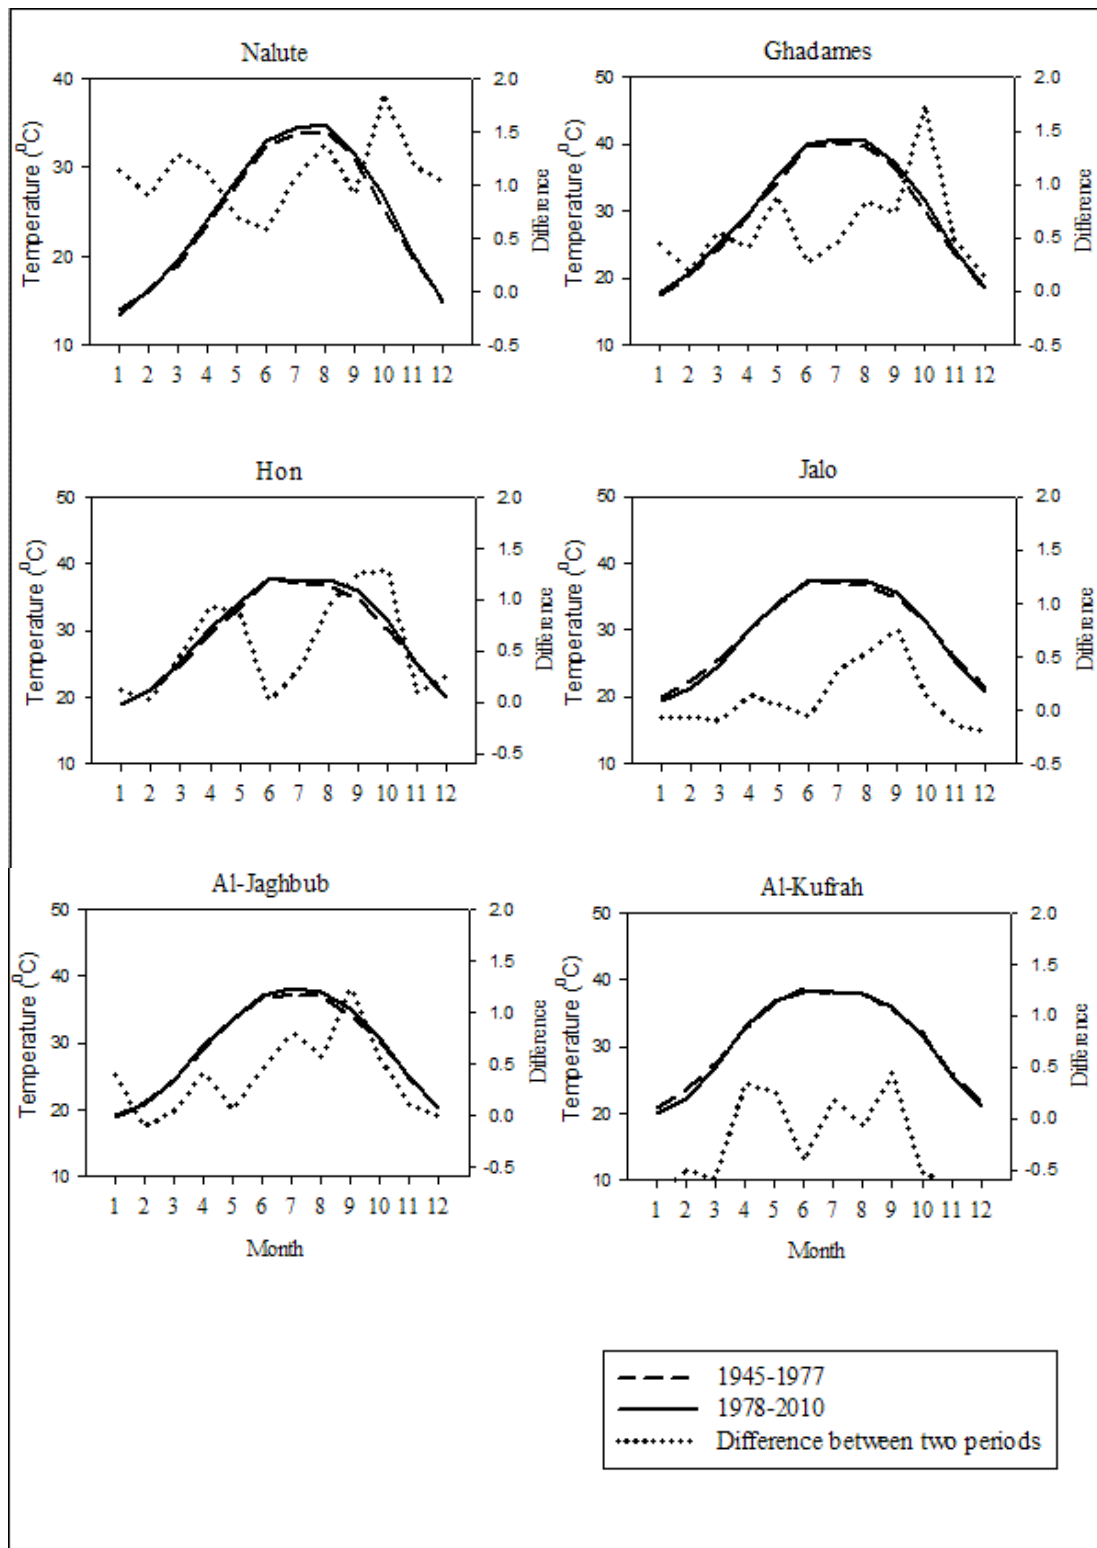 Nalute
Temperature (⁰C)
40
30
20
10
2.0
1.5
1.0
0.5
0.0
-0.5
Difference
1 2 3 4 5 6 7 8 9 10 11 12
Ghadames
Temperature (⁰C)
50
40
30
20
10
2.0
1.5
1.0
0.5
0.0
-0.5
Difference
1 2 3 4 5 6 7 8 9 10 11 12
Hon
Temperature (⁰C)
50
40
30
20
10
2.0
1.5
1.0
0.5
0.0
-0.5
Difference
1 2 3 4 5 6 7 8 9 10 11 12
Jalo
Temperature (⁰C)
50
40
30
20
10
2.0
1.5
1.0
0.5
0.0
-0.5
Difference
1 2 3 4 5 6 7 8 9 10 11 12
Al-Jaghbub
Temperature (⁰C)
50
40
30
20
10
2.0
1.5
1.0
0.5
0.0
-0.5
Difference
1 2 3 4 5 6 7 8 9 10 11 12
Month
Al-Kufrah
Temperature (⁰C)
50
40
30
20
10
2.0
1.5
1.0
0.5
0.0
-0.5
Difference
1 2 3 4 5 6 7 8 9 10 11 12
Month
1945-1977
1978-2010
Difference between two periods